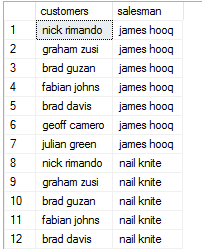 customers salesman
1 nick rimando james hooq
2 graham zusi james hooq
3 brad guzan james hooq
4 fabian johns james hooq
5 brad davis james hooq
6 geoff camero james hooq
7 julian green james hooq
8 nick rimando nail knite
9 graham zusi nail knite
10 brad guzan nail knite
11 fabian johns nail knite
12 brad davis nail knite